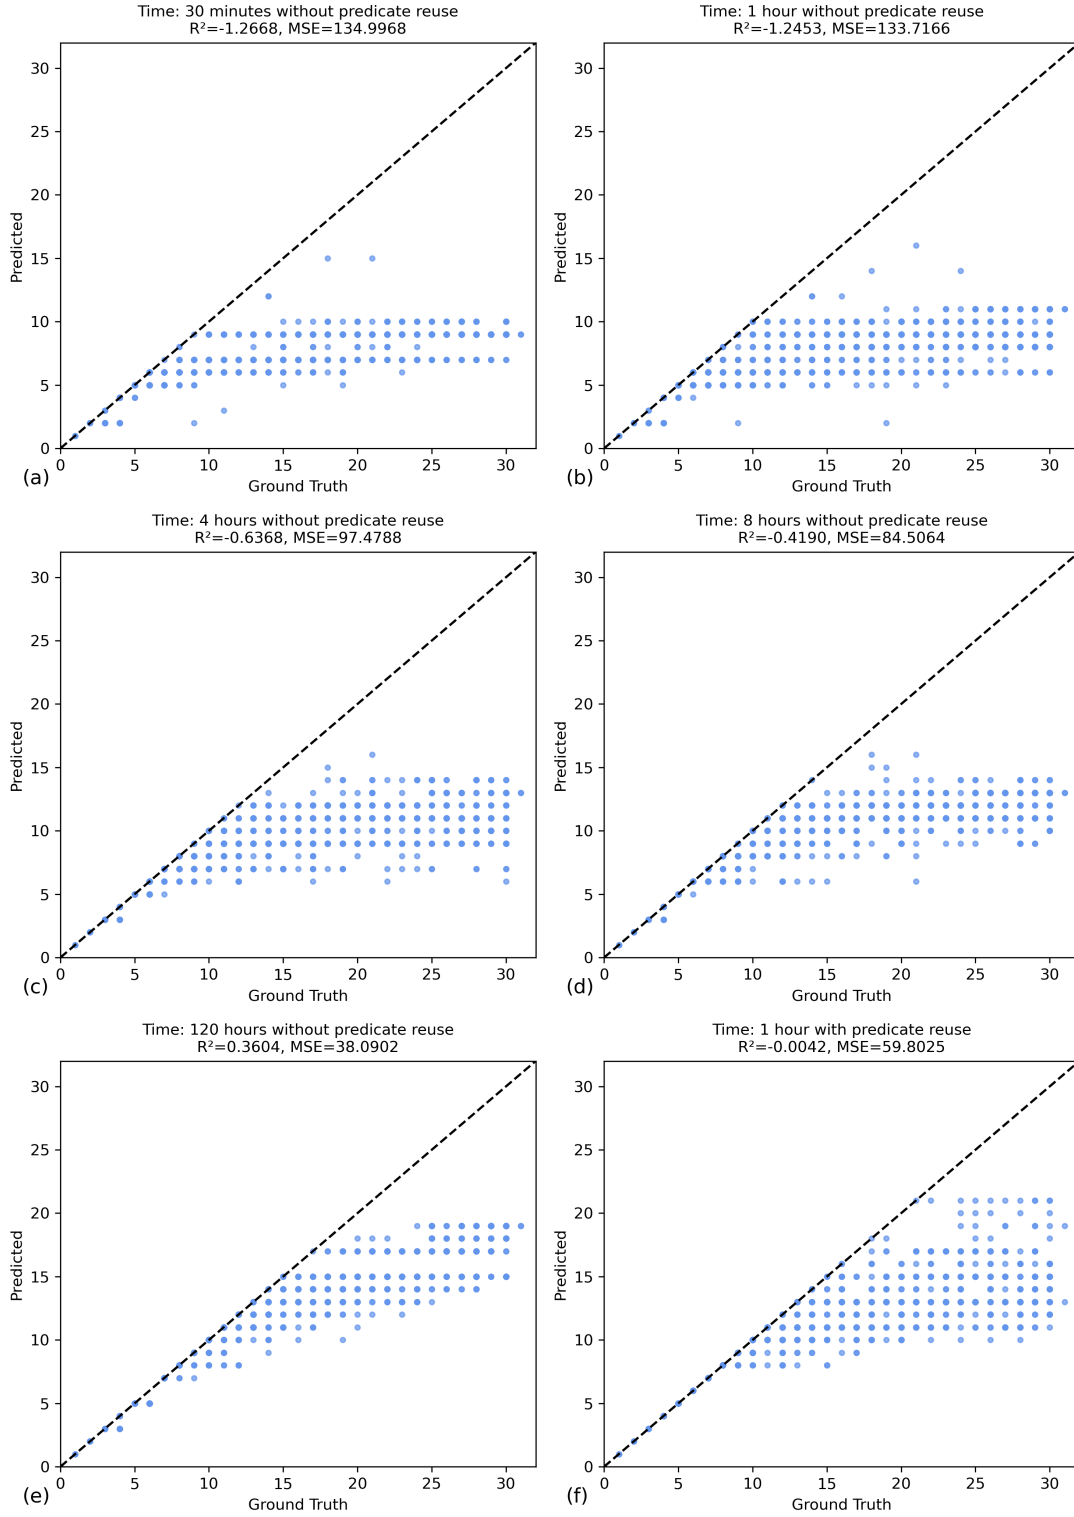 Time: 30 minutes without predicate reuse
R²=-1.2668, MSE=134.9968
30
25
20
15
10
5
0
Predicted
0 5 10 15 20 25 30
Ground Truth
(a)
Time: 1 hour without predicate reuse
R²=-1.2453, MSE=133.7166
30
25
20
15
10
5
0
Predicted
0 5 10 15 20 25 30
Ground Truth
(b)
Time: 4 hours without predicate reuse
R²=-0.6368, MSE=97.4788
30
25
20
15
10
5
0
Predicted
0 5 10 15 20 25 30
Ground Truth
(c)
Time: 8 hours without predicate reuse
R²=-0.4190, MSE=84.5064
30
25
20
15
10
5
0
Predicted
0 5 10 15 20 25 30
Ground Truth
(d)
Time: 120 hours without predicate reuse
R²=0.3604, MSE=38.0902
30
25
20
15
10
5
0
Predicted
0 5 10 15 20 25 30
Ground Truth
(e)
Time: 1 hour with predicate reuse
R²=-0.0042, MSE=59.8025
30
25
20
15
10
5
0
Predicted
0 5 10 15 20 25 30
Ground Truth
(f)